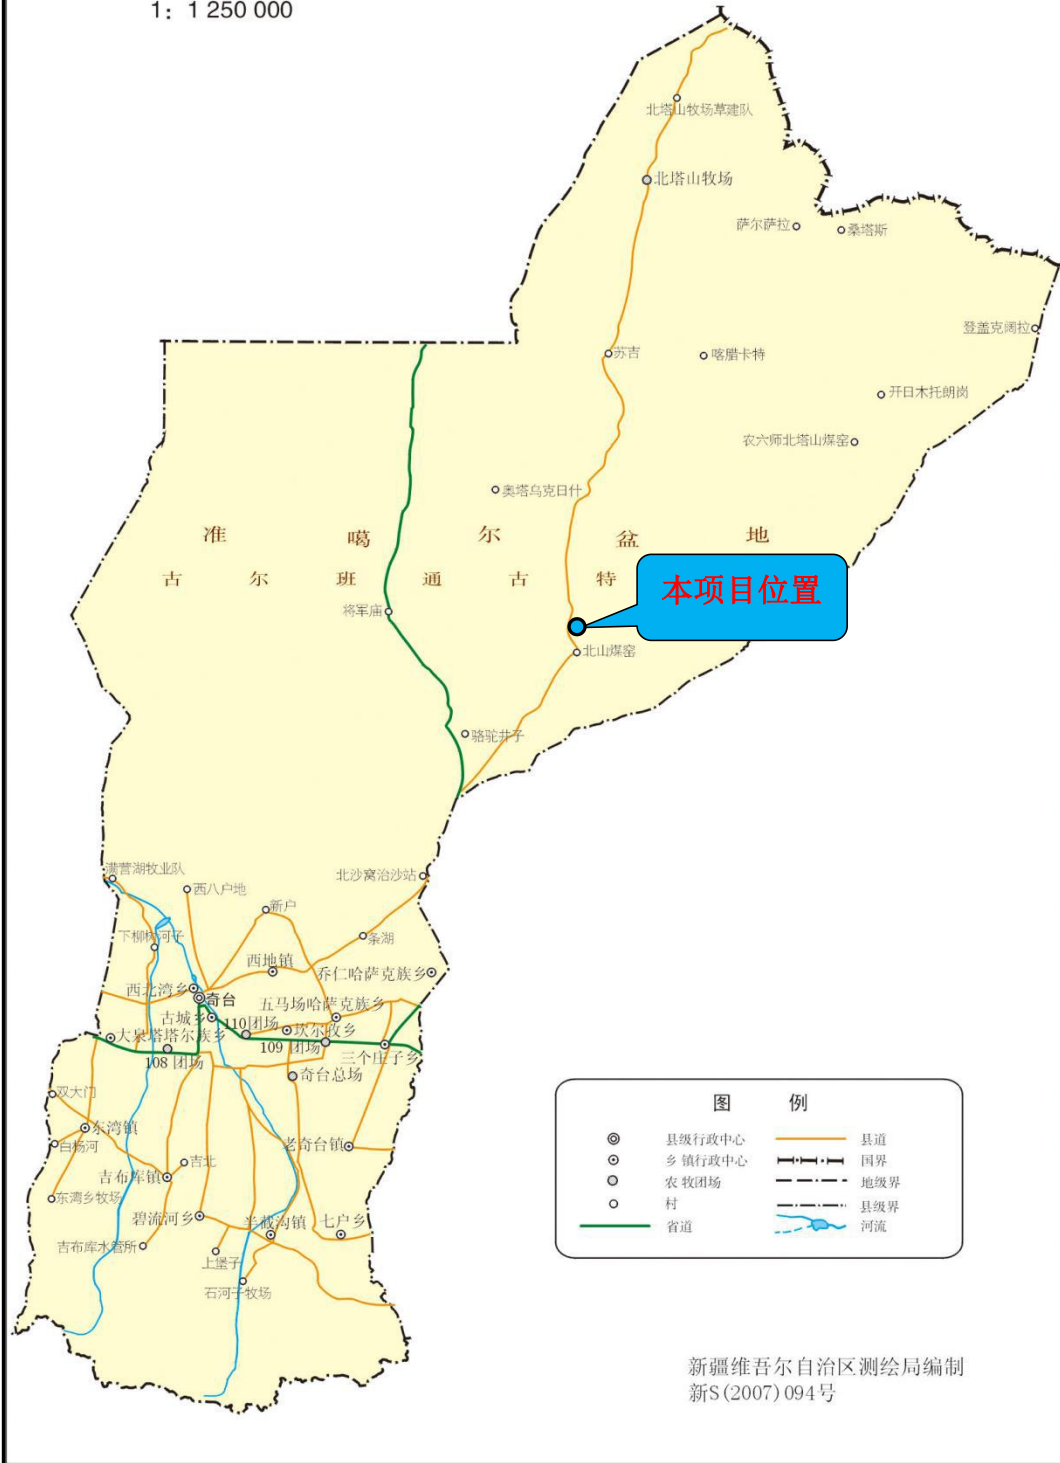 1：1 250 000
北塔山牧场草建队
北塔山牧场
萨尔萨拉
桑塔斯
登盖克阔拉
苏吉
喀腊卡特
开日木托朗岗
农六师北塔山煤窑
奥塔乌克日什
准噶尔盆地
古尔班通古特
本项目位置
将军庙
北山煤窑
骆驼井子
满营湖牧业队
北沙窝治沙站
西八户地
新户
下柳树河子
条湖
西地镇
乔仁哈萨克族乡
西北湾乡
奇台
五马场哈萨克族乡
古城乡
110团场
坎尔孜乡
大泉塔塔尔族乡
109 团场
三个庄子乡
108 团场
奇台总场
双大门
东湾镇
白杨河
老奇台镇
吉北
吉布库镇
东湾乡牧场
碧流河乡
半截沟镇
七户乡
吉布库水管所
上堡子
石河子牧场
图例
县级行政中心
县道
乡 镇行政中心
国界
农 牧团场
地级界
村
县级界
省道
河流
新疆维吾尔自治区测绘局编制
新S(2007)094号